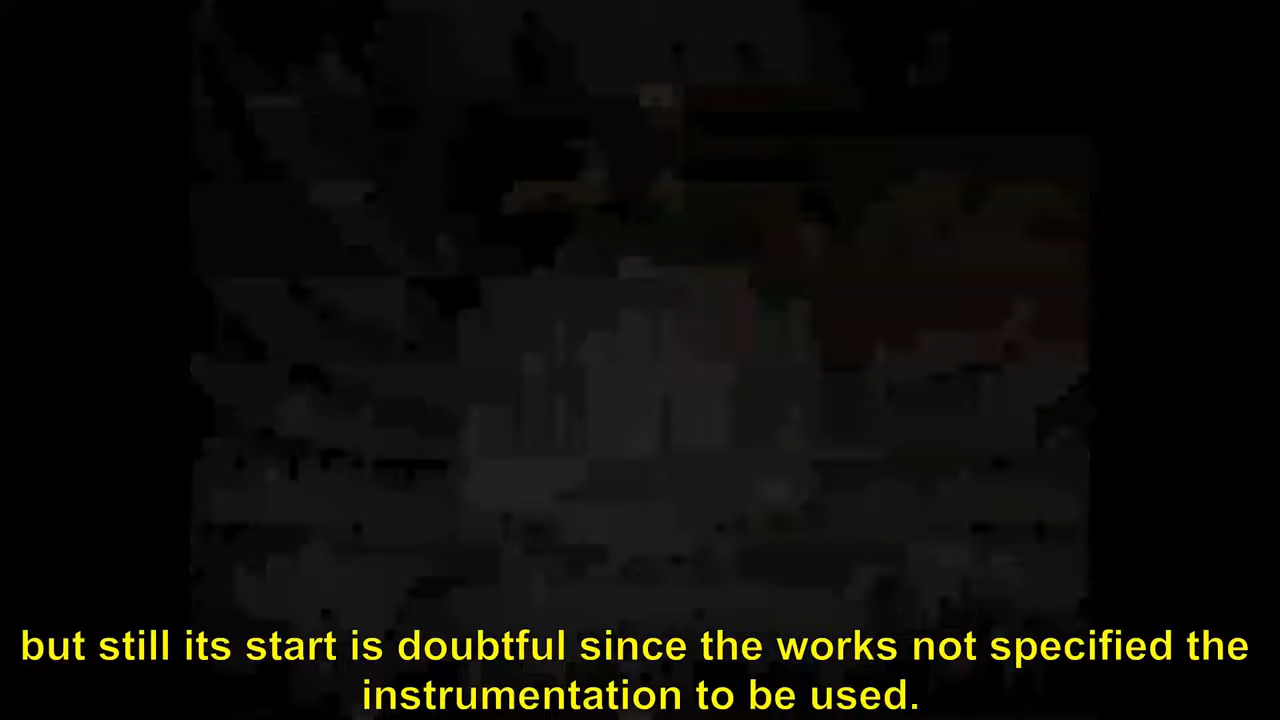 but still its start is doubtful since the works not specified the
instrumentation to be used.